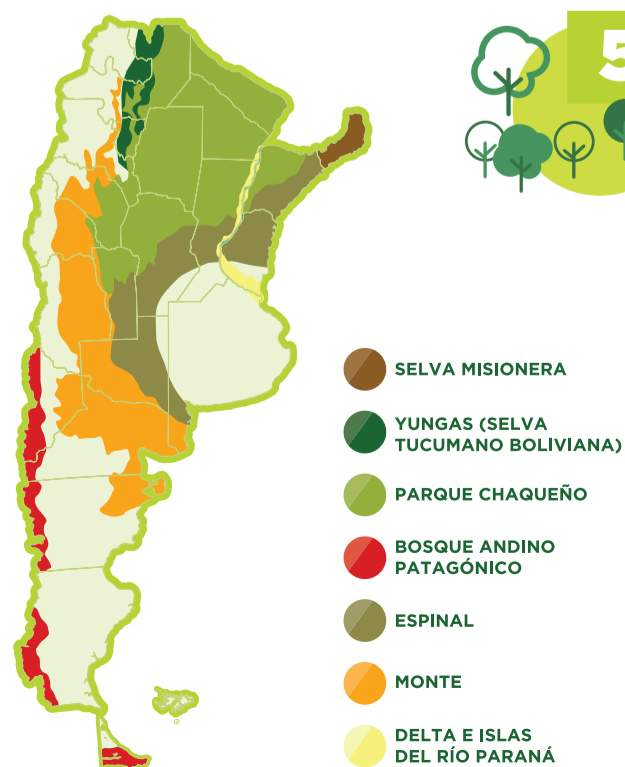 5
SELVA MISIONERA
YUNGAS (SELVA
TUCUMANO BOLIVIANA)
PARQUE CHAQUEÑO
BOSQUE ANDINO
PATAGÓNICO
ESPINAL
MONTE
DELTA E ISLAS
DEL RÍO PARANÁ